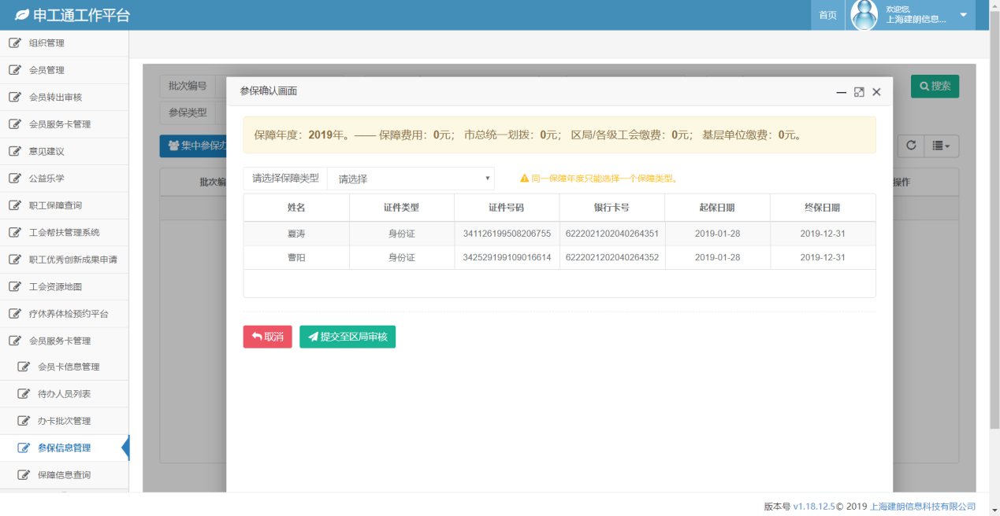 申工通工作平台
首页
欢迎您,
上海建朗信息...
组织管理
会员管理
会员转出审核
会员服务卡管理
意见建议
公益乐学
职工保障查询
工会帮扶管理系统
职工优秀创新成果申请
工会资源地图
疗休养体检预约平台
会员服务卡管理
会员卡信息管理
待办人员列表
办卡批次管理
参保信息管理
保障信息查询
批次编号
搜索
参保类型
集中参保
批次编
操作
参保确认画面
保障年度：2019年。—— 保障费用：0元； 市总统一划拨：0元； 区局/各级工会缴费：0元； 基层单位缴费：0元。
请选择保障类型 请选择 同一保障年度只能选择一个保障类型。
姓名 证件类型 证件号码 银行卡号 起保日期 终保日期
夏涛 身份证 341126199508206755 6222021202040264351 2019-01-28 2019-12-31
曹阳 身份证 342529199109016614 6222021202040264352 2019-01-28 2019-12-31
取消 提交至区局审核
版本号 v1.18.12.5© 2019 上海建朗信息科技有限公司